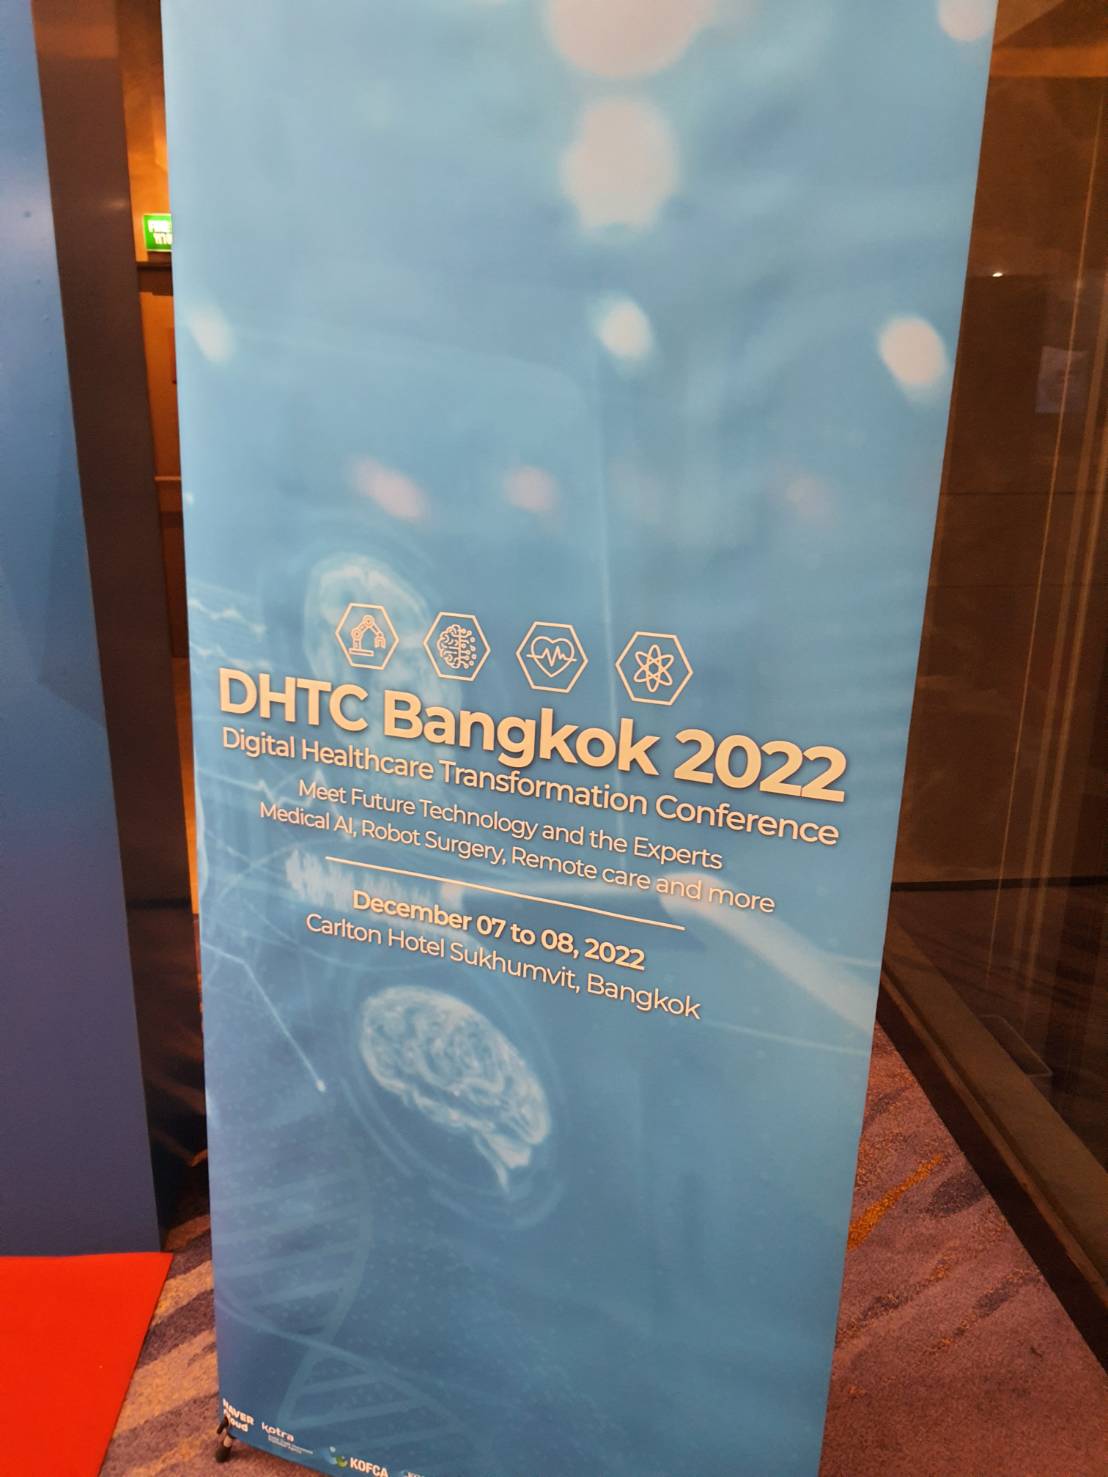 DHTC Bangkok 2022
Digital Healthcare Transformation Conference
Meet Future Technology and the Experts
Medical AI, Robot Surgery, Remote care and more
December 07 to 08, 2022
Carlton Hotel Sukhumvit, Bangkok
NAVER
Cloud
kotra
KOFCA